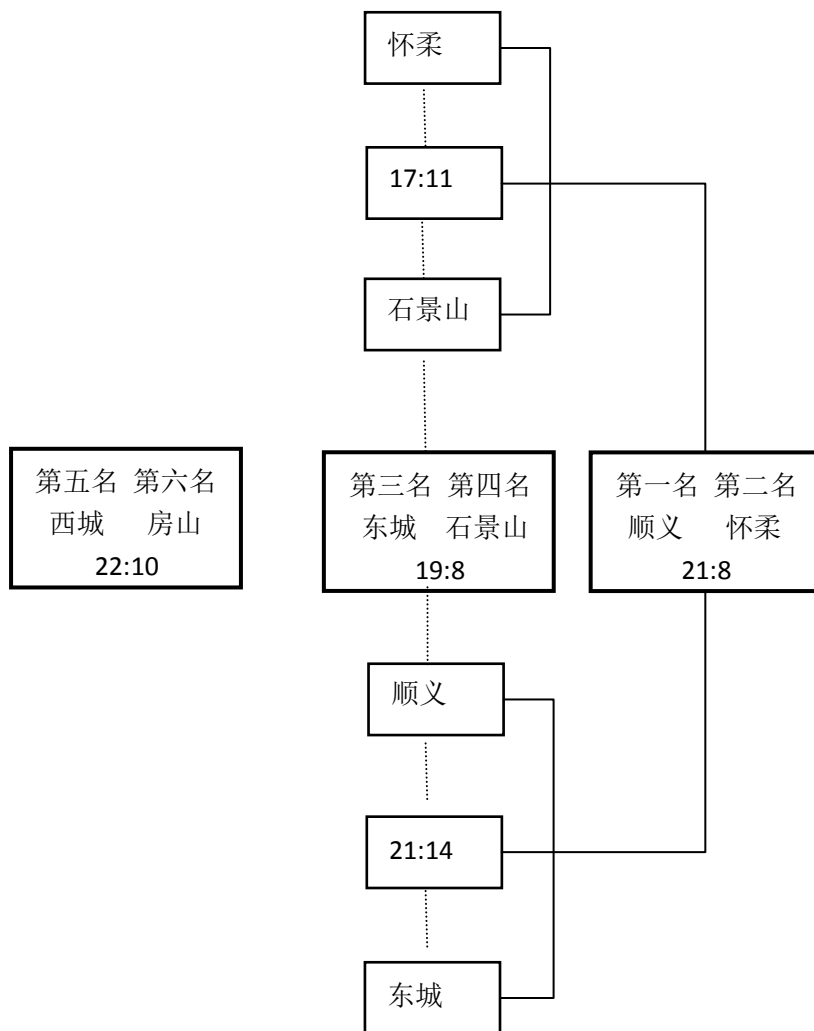 怀柔
17:11
石景山
第五名 第六名
西城 房山
22:10
第三名 第四名
东城 石景山
19:8
第一名 第二名
顺义 怀柔
21:8
顺义
21:14
东城